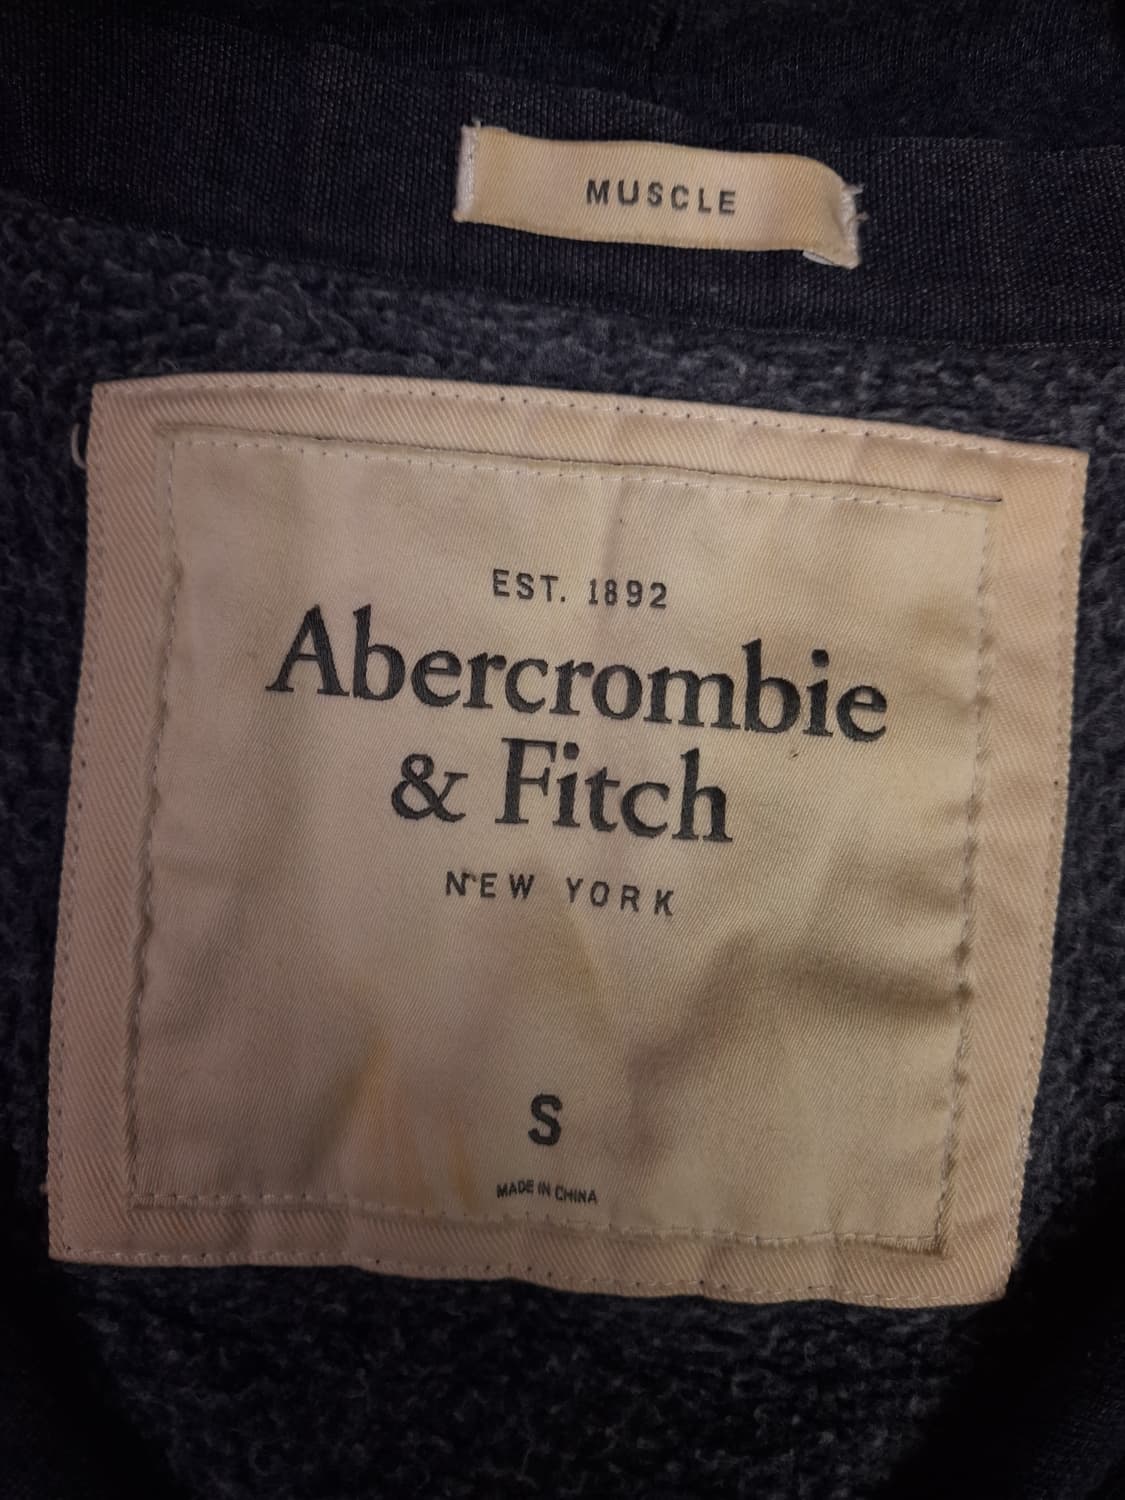 MUSCLE
EST. 1892
Abercrombie
& Fitch
NEW YORK
S
MADE IN CHINA